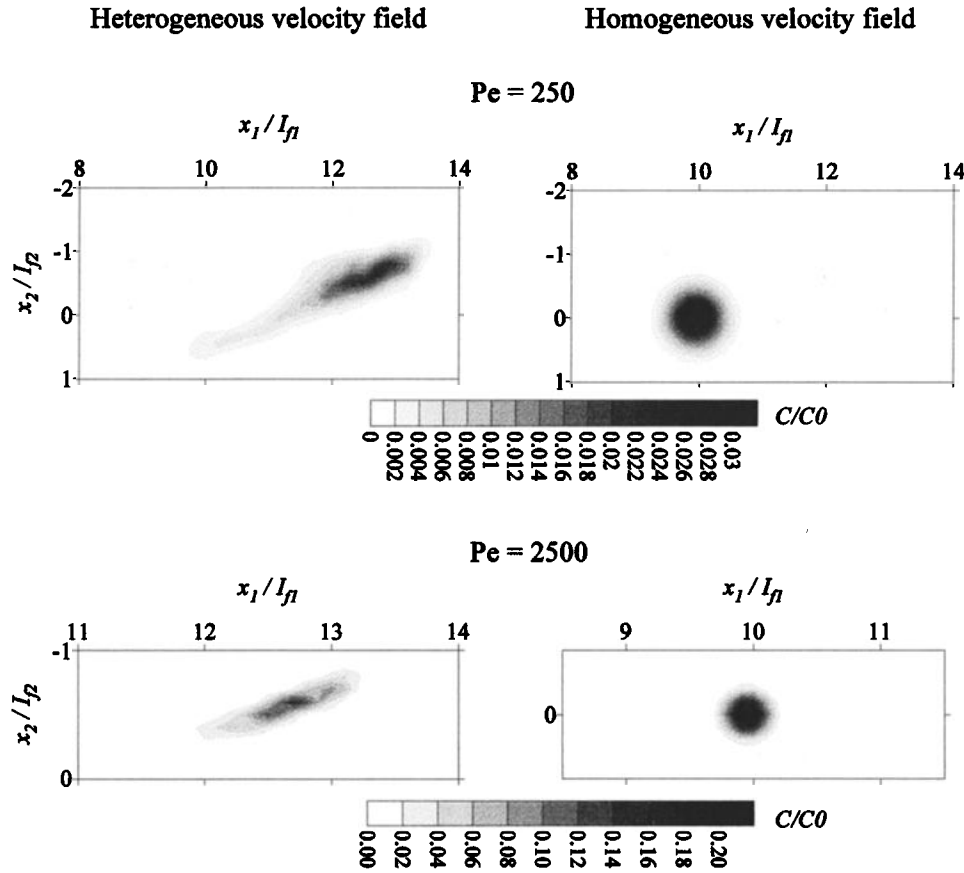 Heterogeneous velocity field Homogeneous velocity field
Pe = 250
x1 / If1 x1 / If1
8 10 12 14 8 10 12 14
-2 -2
-1 -1
x2 / If2
0 0
1 1
C/C0
0 0.002 0.004 0.006 0.008 0.01 0.012 0.014 0.016 0.018 0.02 0.022 0.024 0.026 0.028 0.03
Pe = 2500
x1 / If1 x1 / If1
11 12 13 14 9 10 11
-1
x2 / If2
0
0
C/C0
0.00 0.02 0.04 0.06 0.08 0.10 0.12 0.14 0.16 0.18 0.20